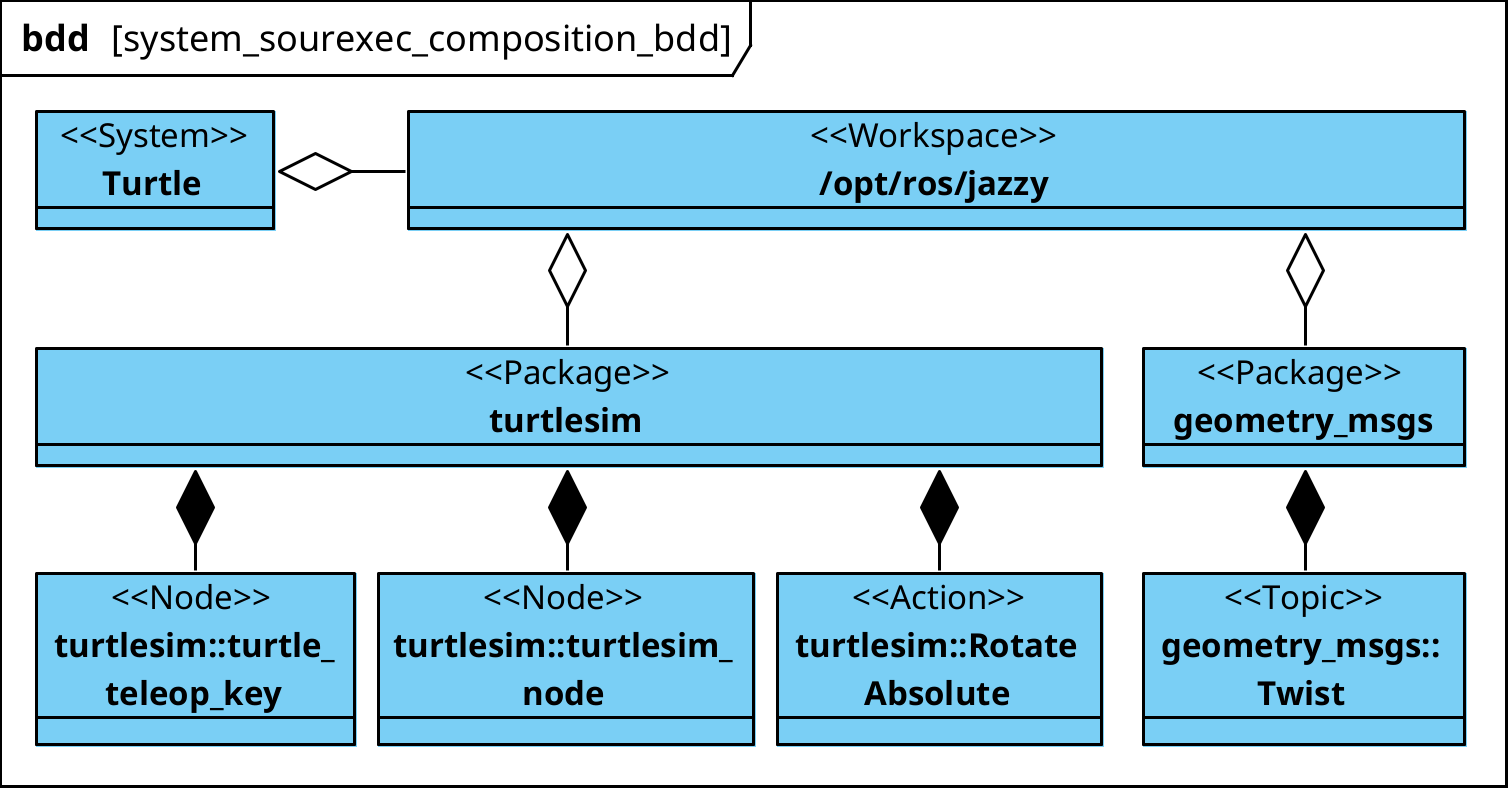 bdd [system_sourexec_composition_bdd]
<<System>>
Turtle
<<Workspace>>
/opt/ros/jazzy
<<Package>>
turtlesim
<<Package>>
geometry_msgs
<<Node>>
turtlesim::turtle_
teleop_key
<<Node>>
turtlesim::turtlesim_
node
<<Action>>
turtlesim::Rotate
Absolute
<<Topic>>
geometry_msgs::
Twist